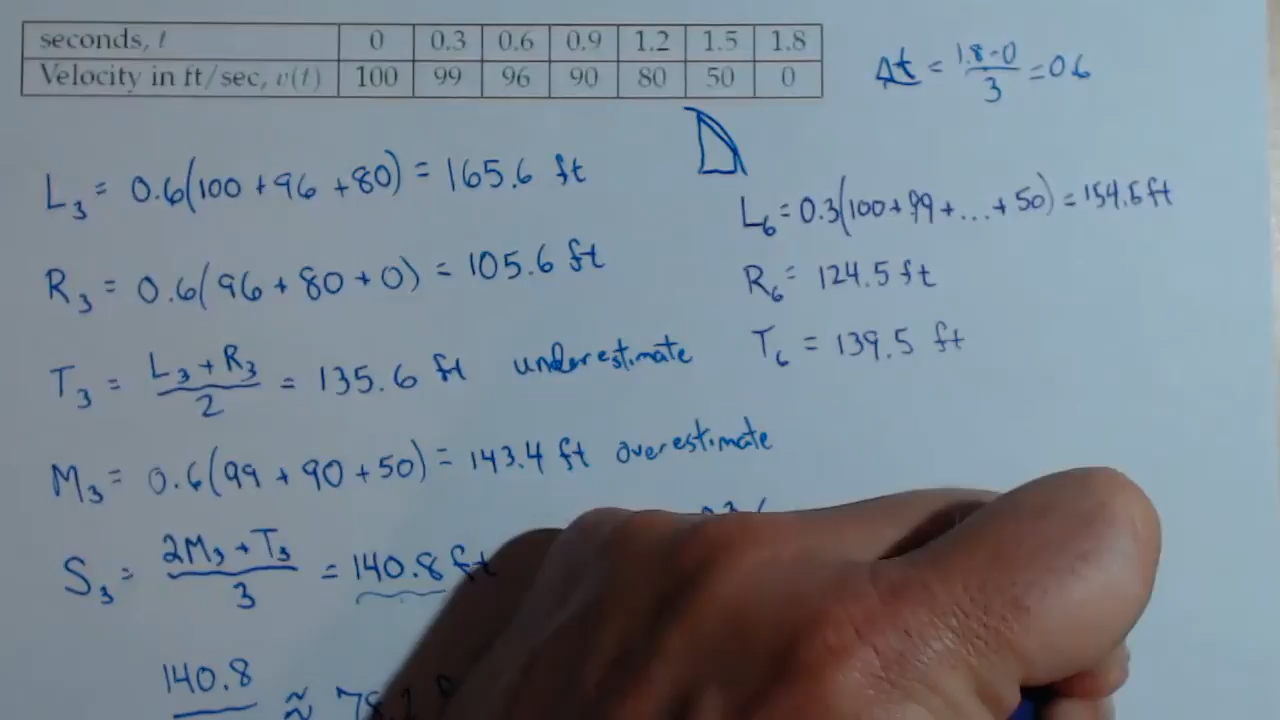 seconds, t 0 0.3 0.6 0.9 1.2 1.5 1.8
Velocity in ft/sec, v(t) 100 99 96 90 80 50 0
Δt = 1.8-0/3 = 0.6
L3 = 0.6(100 + 96 + 80) = 165.6 ft
L6 = 0.3(100 + 99 + ... + 50) = 154.5 ft
R3 = 0.6(96 + 80 + 0) = 105.6 ft
R6 = 124.5 ft
T3 = L3 + R3/2 = 135.6 ft underestimate
T6 = 139.5 ft
M3 = 0.6(99 + 90 + 50) = 143.4 ft overestimate
S3 = 2M3 + T3/3 = 140.8 ft
140.8 ≈